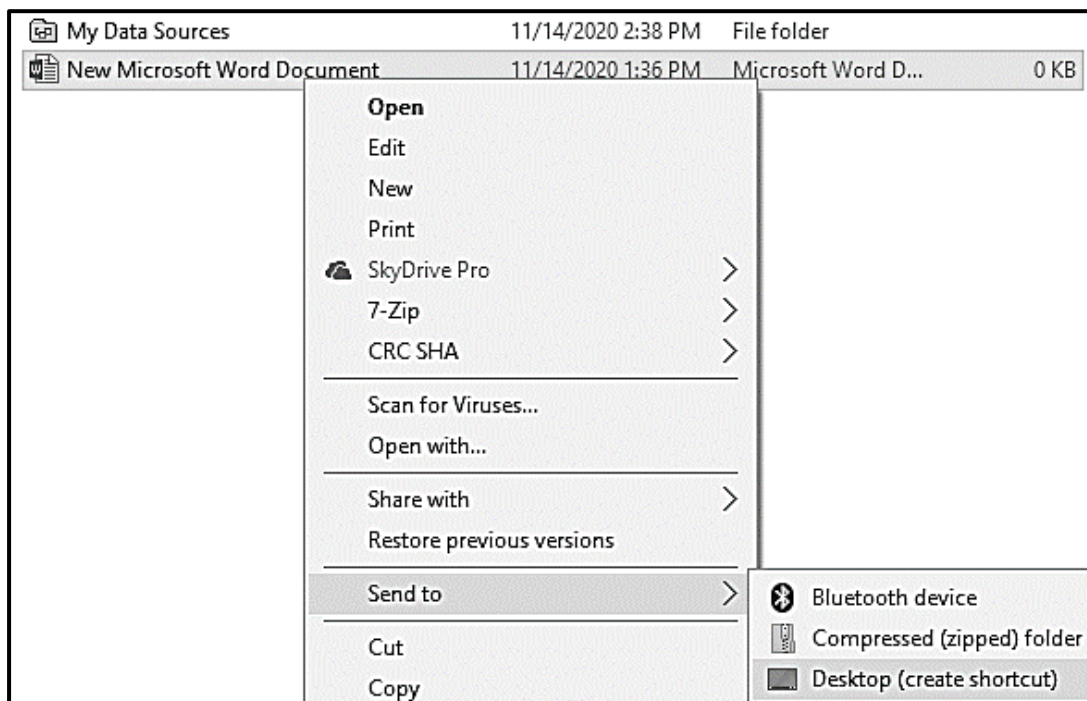 My Data Sources 11/14/2020 2:38 PM File folder
New Microsoft Word Document 11/14/2020 1:36 PM Microsoft Word D... 0 KB
Open
Edit
New
Print
SkyDrive Pro
7-Zip
CRC SHA
Scan for Viruses...
Open with...
Share with
Restore previous versions
Send to
Bluetooth device
Compressed (zipped) folder
Desktop (create shortcut)
Cut
Copy